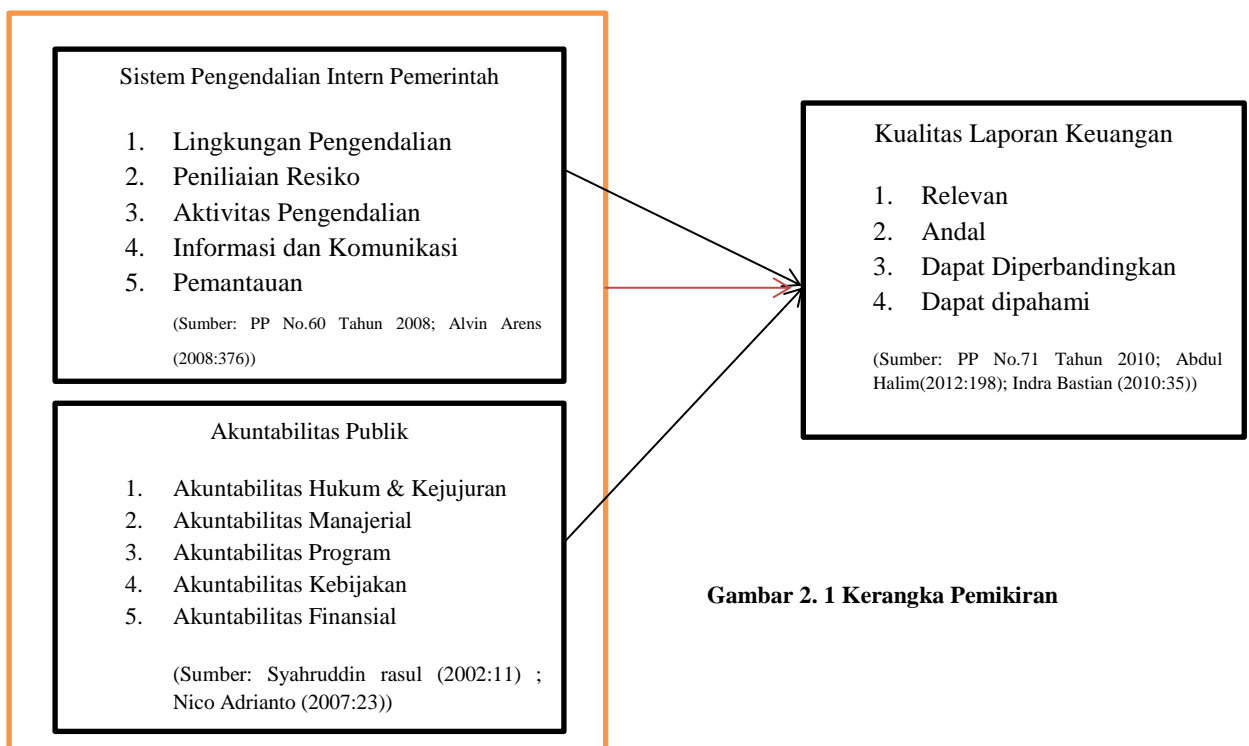 Sistem Pengendalian Intern Pemerintah
1. Lingkungan Pengendalian
2. Peniliaian Resiko
3. Aktivitas Pengendalian
4. Informasi dan Komunikasi
5. Pemantauan
(Sumber: PP No.60 Tahun 2008; Alvin Arens
(2008:376))
Akuntabilitas Publik
1. Akuntabilitas Hukum & Kejujuran
2. Akuntabilitas Manajerial
3. Akuntabilitas Program
4. Akuntabilitas Kebijakan
5. Akuntabilitas Finansial
(Sumber: Syahruddin rasul (2002:11) ;
Nico Adrianto (2007:23))
Kualitas Laporan Keuangan
1. Relevan
2. Andal
3. Dapat Diperbandingkan
4. Dapat dipahami
(Sumber: PP No.71 Tahun 2010; Abdul
Halim(2012:198); Indra Bastian (2010:35))
Gambar 2. 1 Kerangka Pemikiran